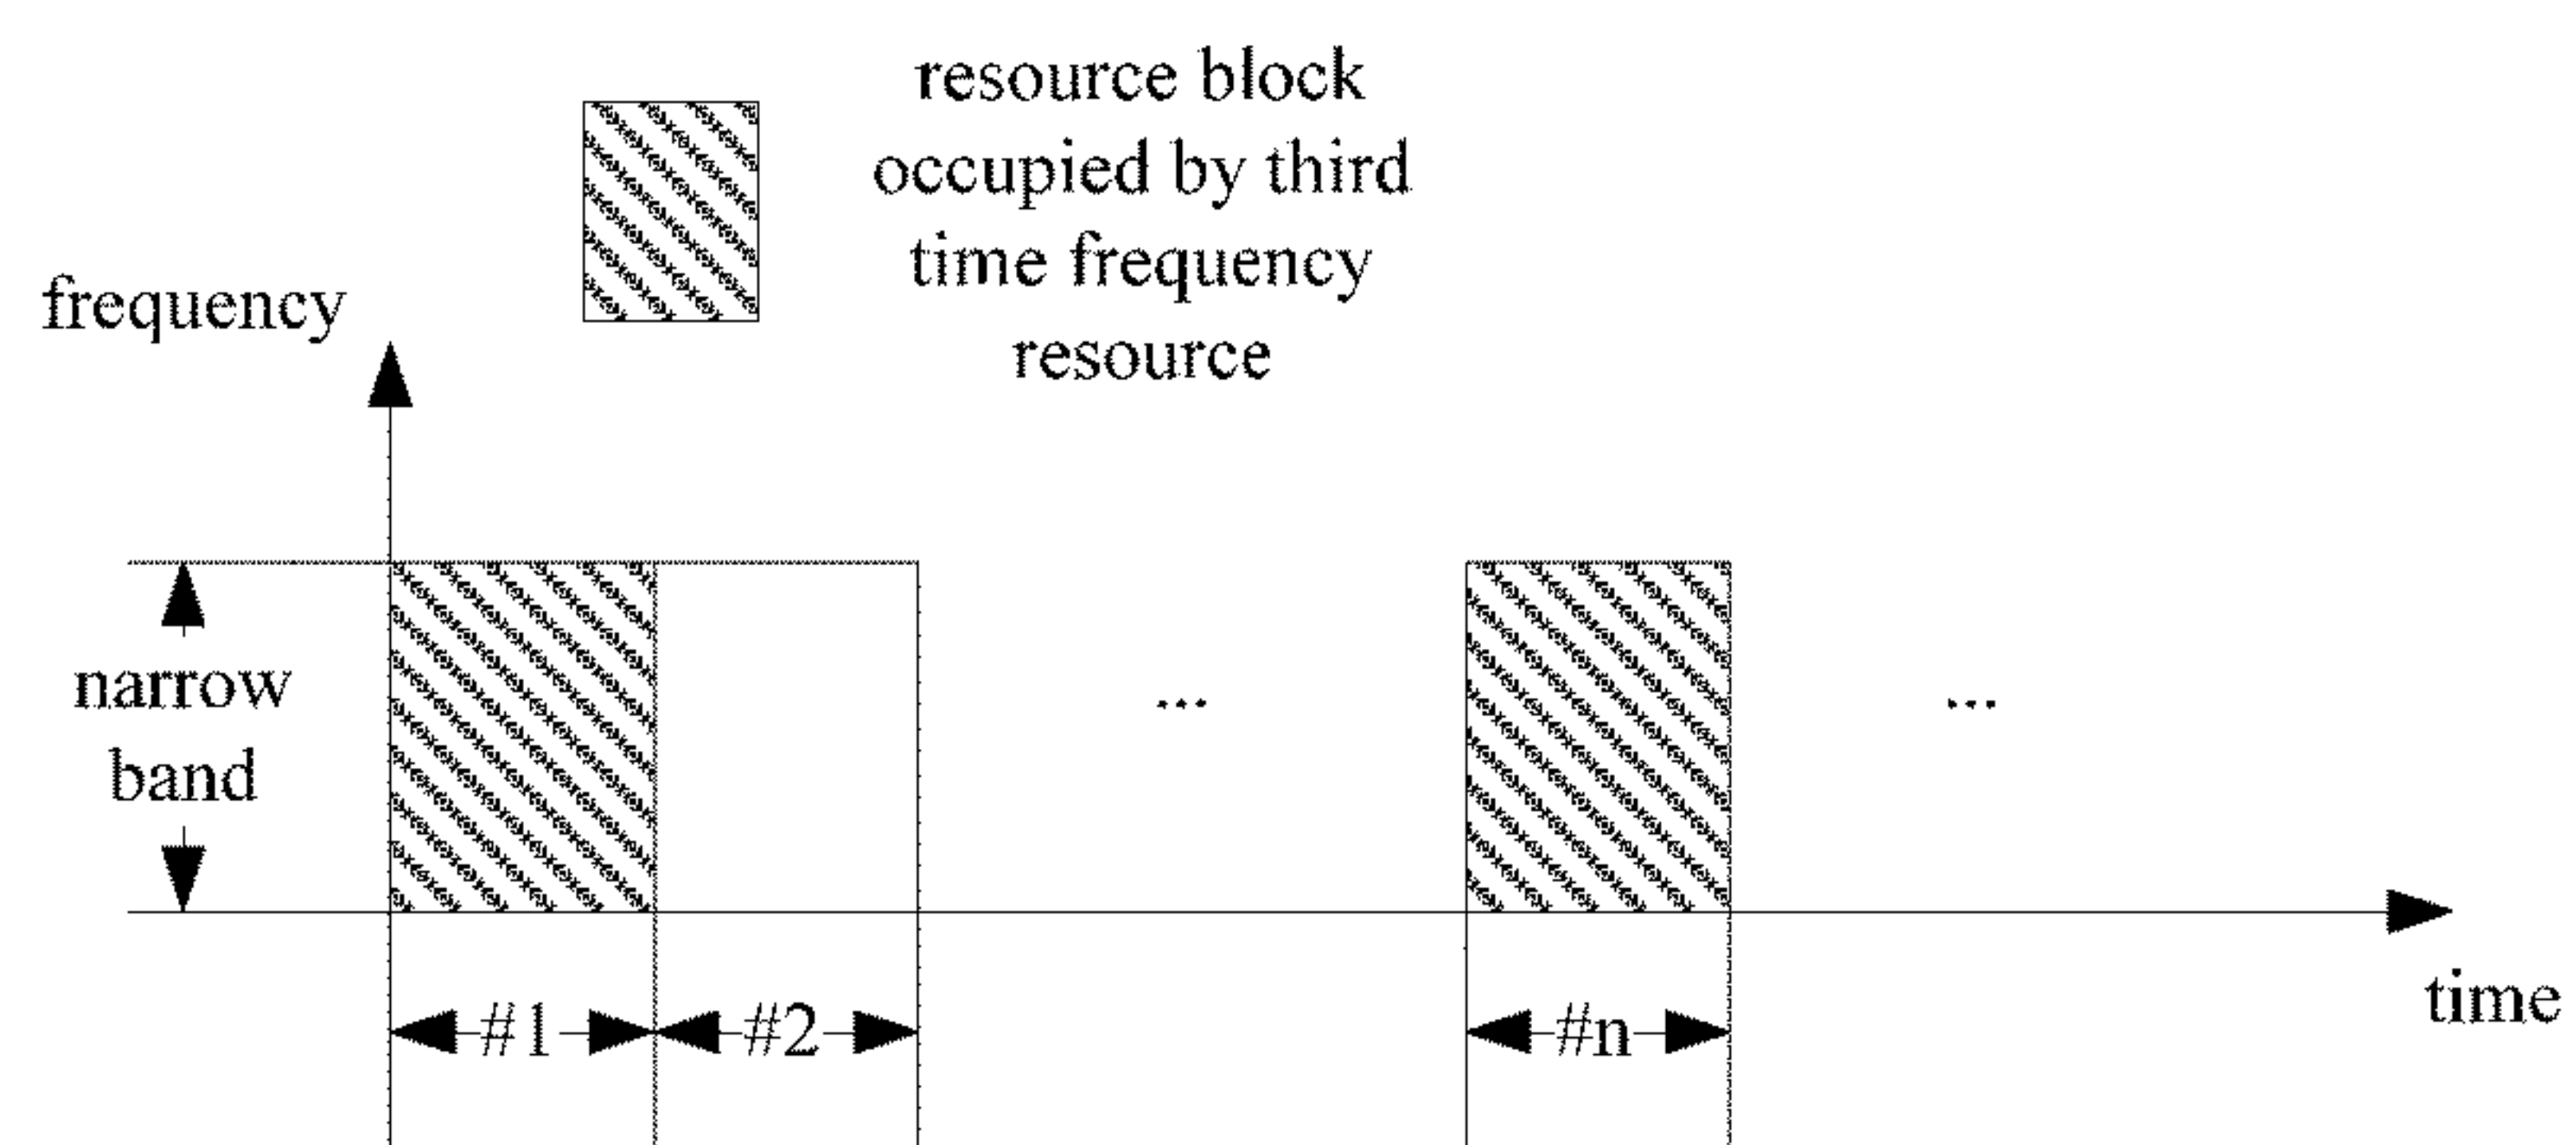 resource block
occupied by third
time frequency
resource
frequency
narrow
band
...
...
#1
#2
#n
time